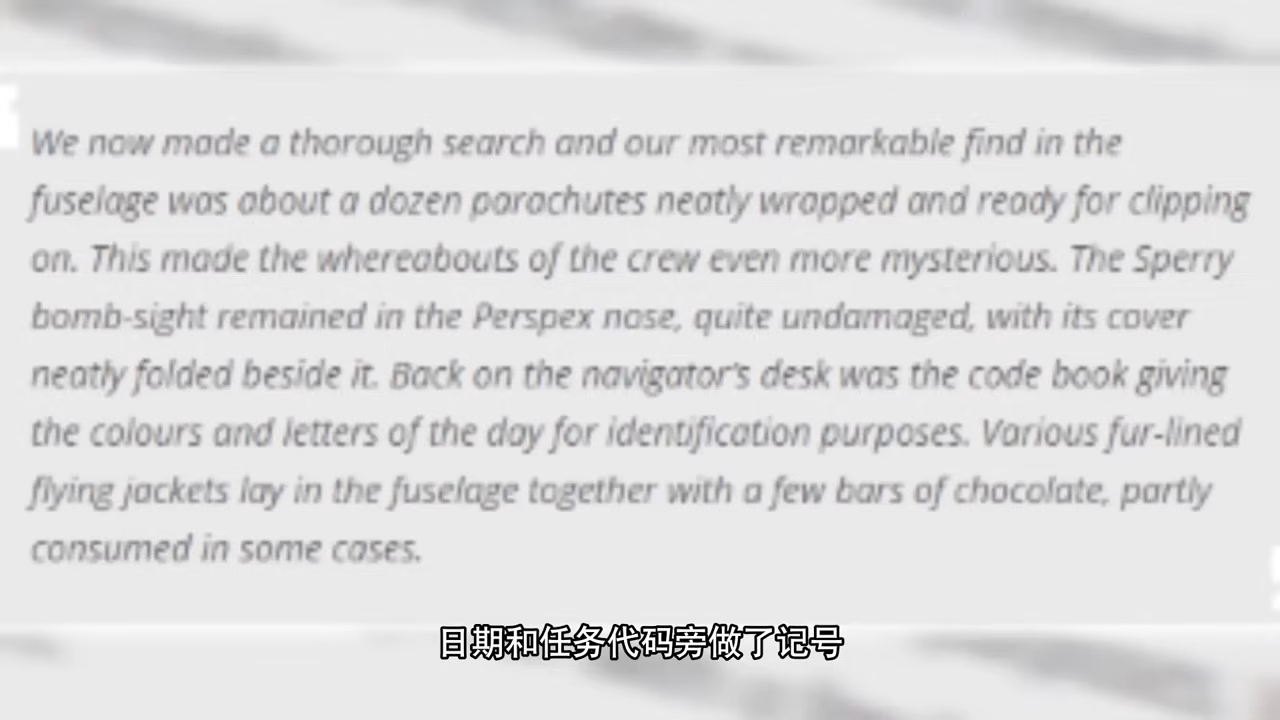 We now made a thorough search and our most remarkable find in the
fuselage was about a dozen parachutes neatly wrapped and ready for clipping
on. This made the whereabouts of the crew even more mysterious. The Sperry
bomb-sight remained in the Perspex nose, quite undamaged, with its cover
neatly folded beside it. Back on the navigator's desk was the code book giving
the colours and letters of the day for identification purposes. Various fur-lined
flying jackets lay in the fuselage together with a few bars of chocolate, partly
consumed in some cases.
日期和任务代码旁做了记号